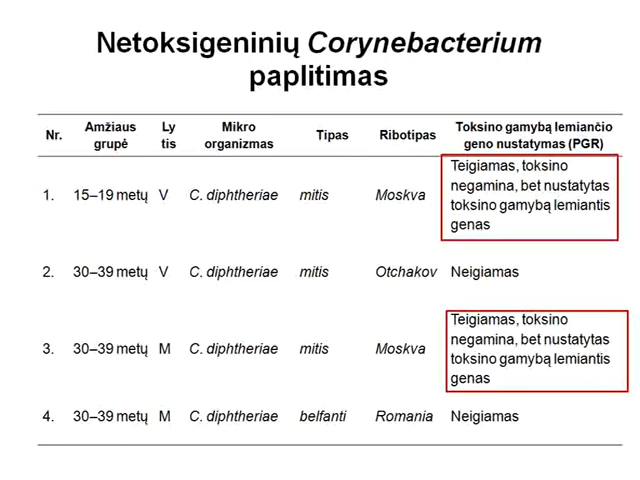 Netoksigeninių Corynebacterium
paplitimas
Nr. Amžiaus grupė Ly tis Mikro organizmas Tipas Ribotipas Toksino gamybą lemiančio geno nustatymas (PGR)
1. 15–19 metų V C. diphtheriae mitis Moskva Teigiamas, toksino
negamina, bet nustatytas
toksino gamybą lemiantis
genas
2. 30–39 metų V C. diphtheriae mitis Otchakov Neigiamas
3. 30–39 metų M C. diphtheriae mitis Moskva Teigiamas, toksino
negamina, bet nustatytas
toksino gamybą lemiantis
genas
4. 30–39 metų M C. diphtheriae belfanti Romania Neigiamas